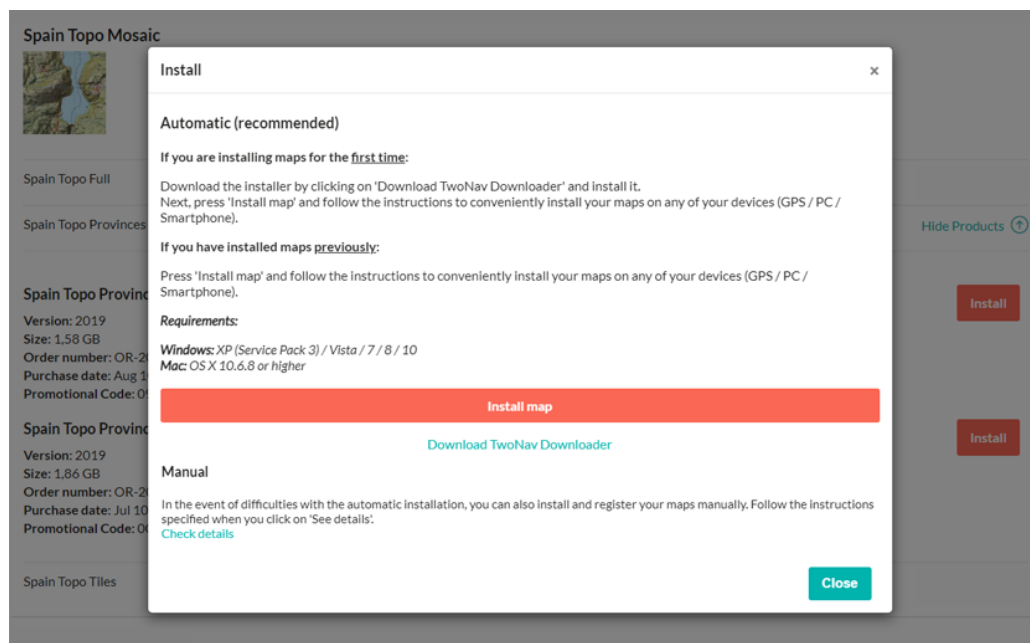 Spain Topo Mosaic
Install
×
Automatic (recommended)
If you are installing maps for the first time:
Download the installer by clicking on 'Download TwoNav Downloader' and install it.
Next, press 'Install map' and follow the instructions to conveniently install your maps on any of your devices (GPS / PC /
Smartphone).
If you have installed maps previously:
Press 'Install map' and follow the instructions to conveniently install your maps on any of your devices (GPS / PC /
Smartphone).
Requirements:
Windows: XP (Service Pack 3) / Vista / 7 / 8 / 10
Mac: OS X 10.6.8 or higher
Install map
Download TwoNav Downloader
Manual
In the event of difficulties with the automatic installation, you can also install and register your maps manually. Follow the instructions
specified when you click on 'See details'.
Check details
Close
Spain Topo Full
Spain Topo Provinces
Hide Products
Spain Topo Provinc
Install
Version: 2019
Size: 1,58 GB
Order number: OR-20
Purchase date: Aug 1
Promotional Code: 09
Spain Topo Provinc
Install
Version: 2019
Size: 1,86 GB
Order number: OR-20
Purchase date: Jul 10
Promotional Code: 00
Spain Topo Tiles